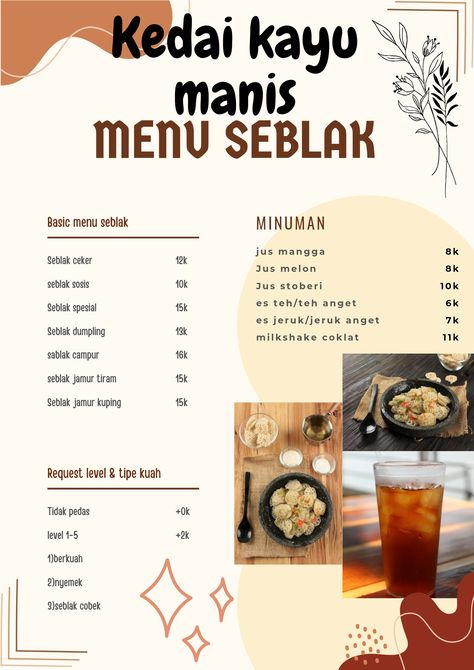 Kedai kayu
manis
MENU SEBLAK
Basic menu seblak
Seblak ceker 12k
seblak sosis 10k
Seblak spesial 15k
Seblak dumpling 13k
sablak campur 16k
seblak jamur tiram 15k
Seblak jamur kuping 15k
Request level & tipe kuah
Tidak pedas +0k
level 1-5 +2k
1)berkuah
2)nyemek
3)seblak cobek
MINUMAN
jus mangga 8k
Jus melon 8k
Jus stoberi 10k
es teh/teh anget 6k
es jeruk/jeruk anget 7k
milkshake coklat 11k